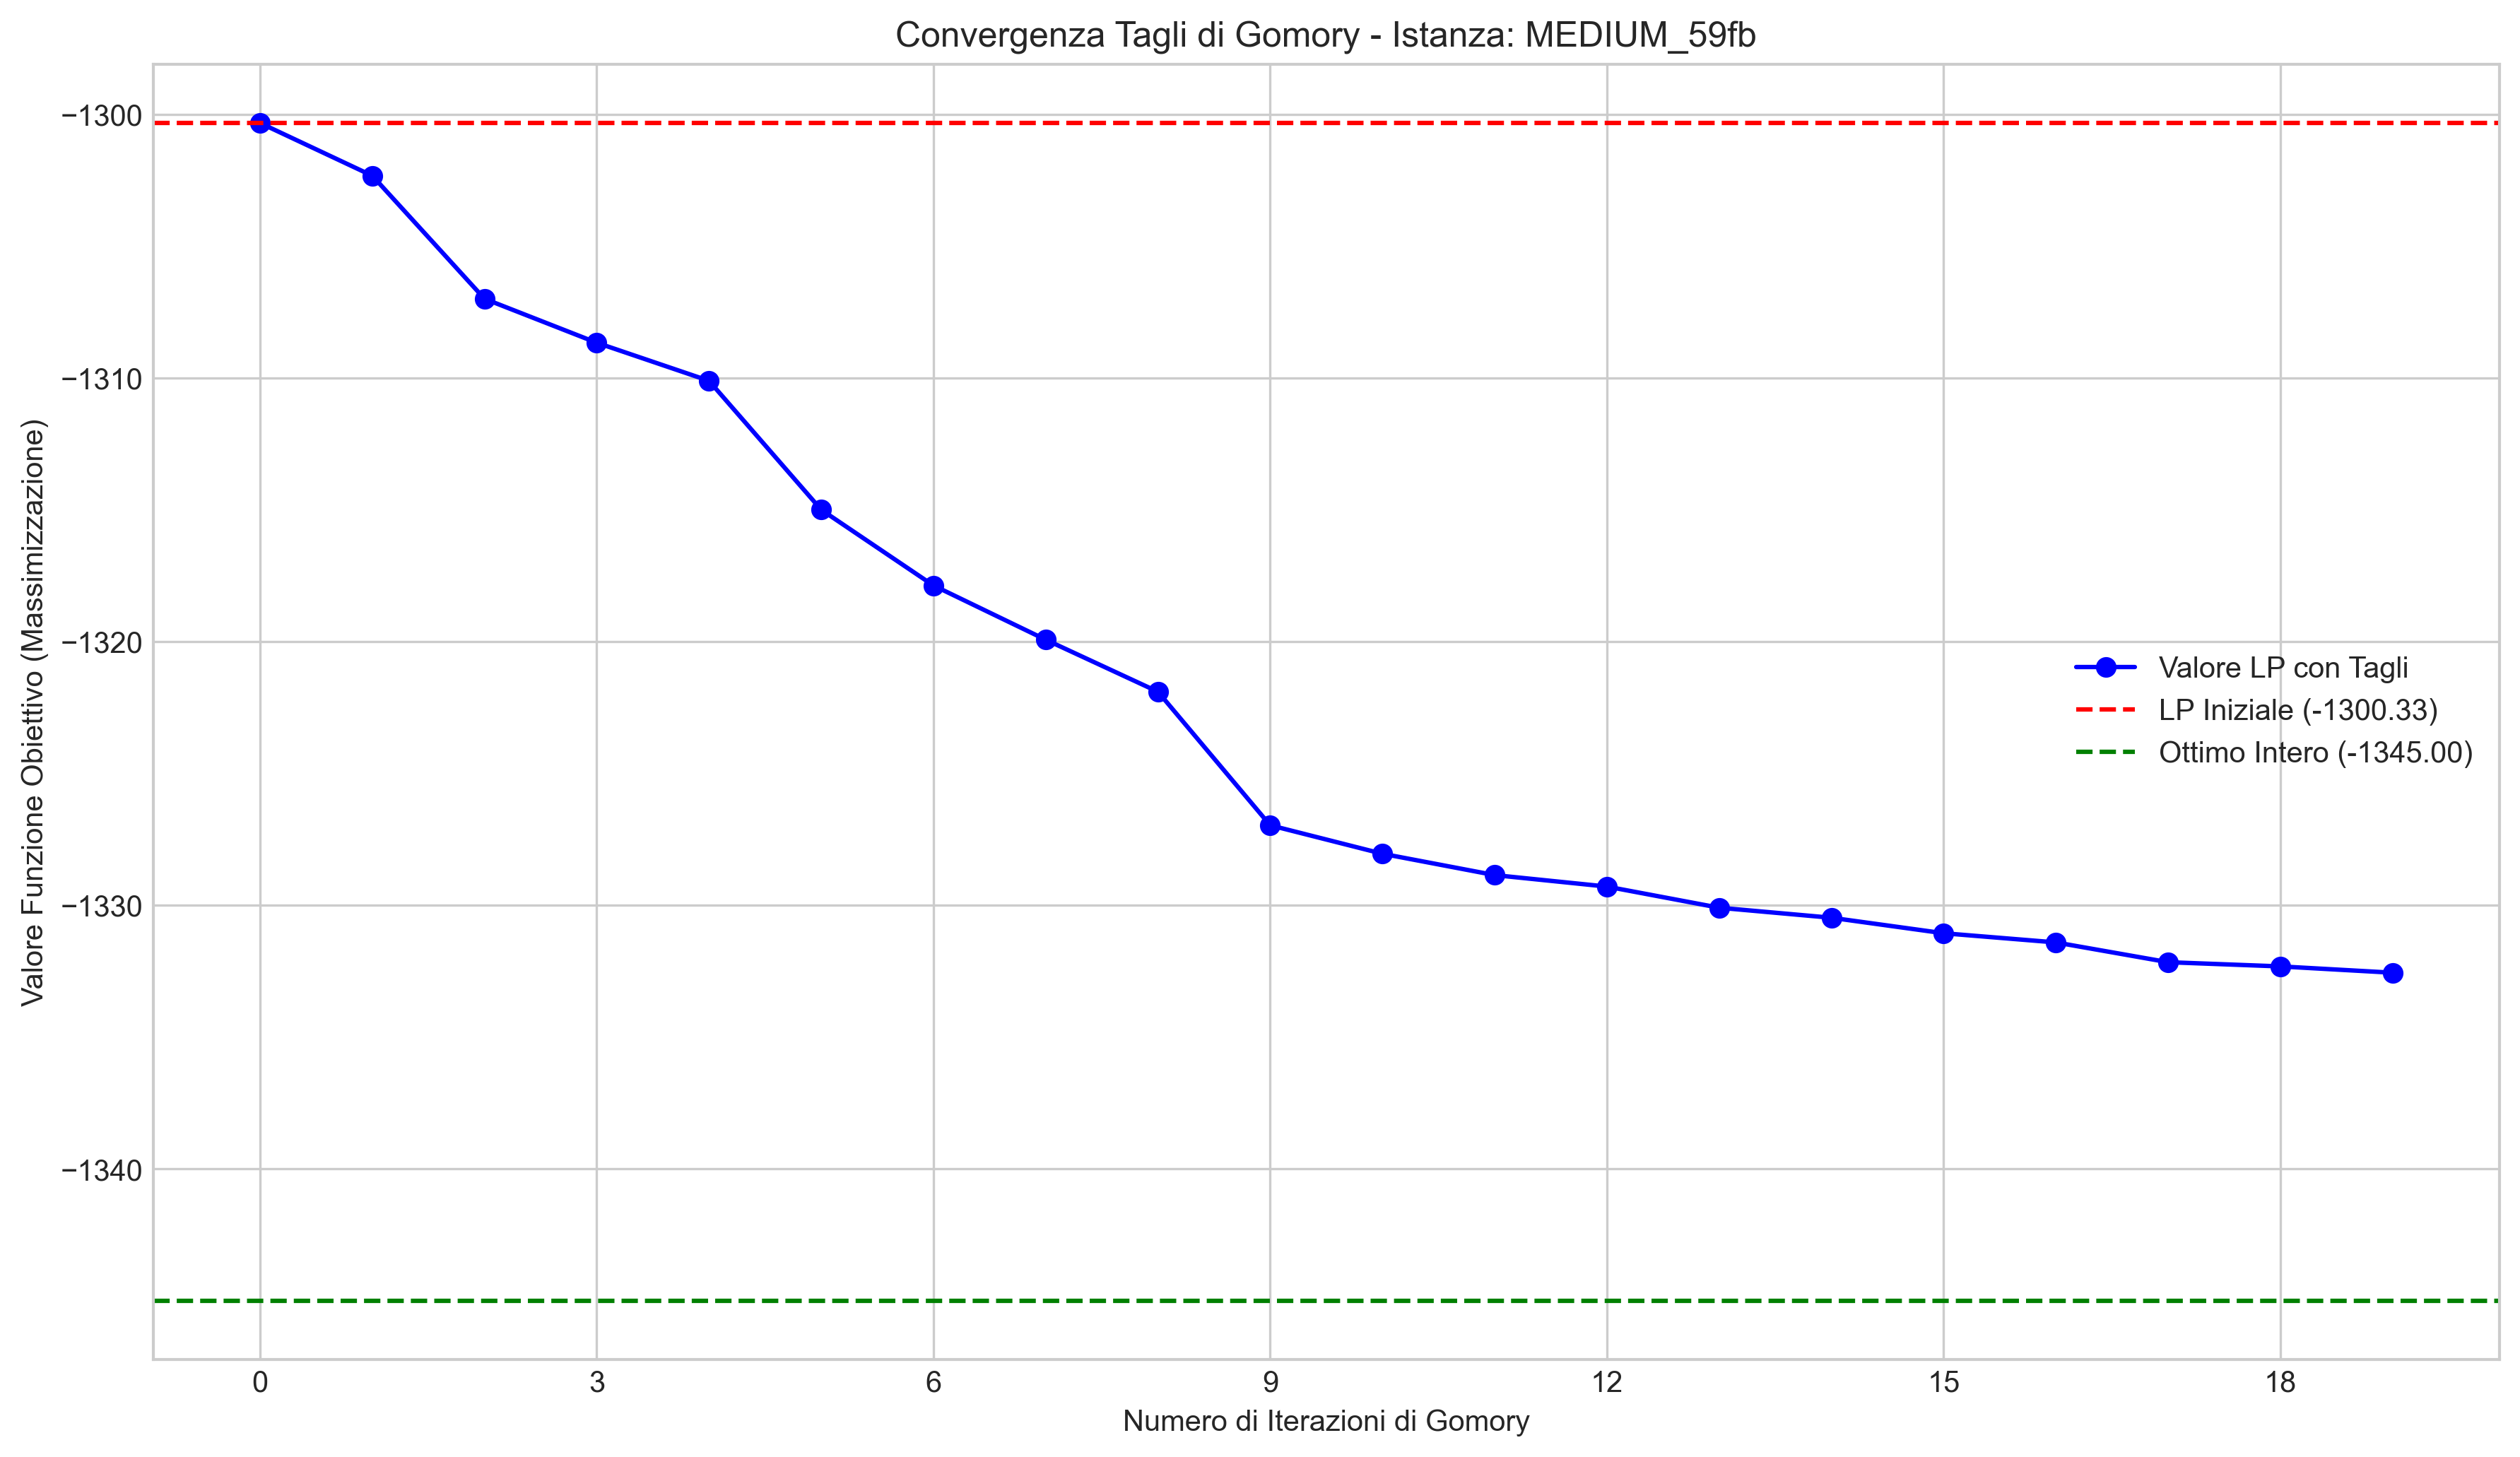 Convergenza Tagli di Gomory - Istanza: MEDIUM_59fb
Valore Funzione Obiettivo (Massimizzazione)
−1300
−1310
−1320
−1330
−1340
Valore LP con Tagli
LP Iniziale (-1300.33)
Ottimo Intero (-1345.00)
0 3 6 9 12 15 18
Numero di Iterazioni di Gomory